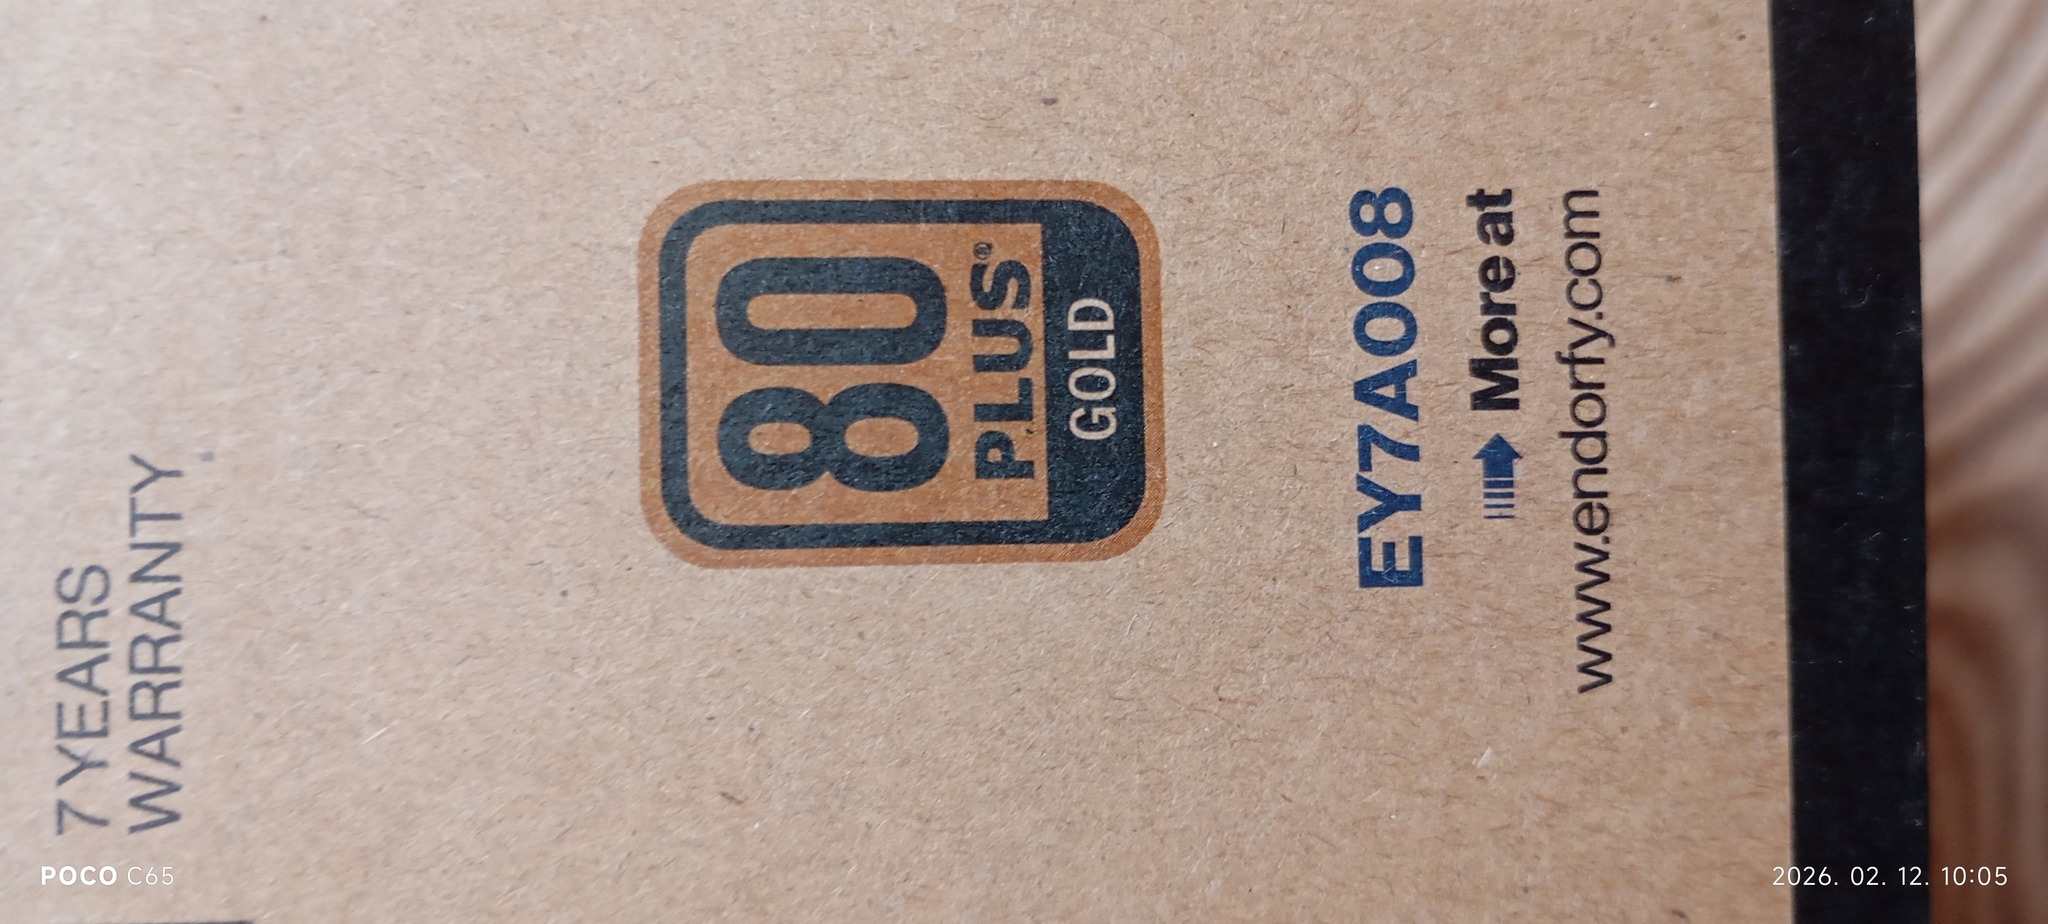 7 YEARS
WARRANTY
80
PLUS®
GOLD
EY7A008
More at
www.endorfy.com
POCO C65
2026. 02. 12. 10:05